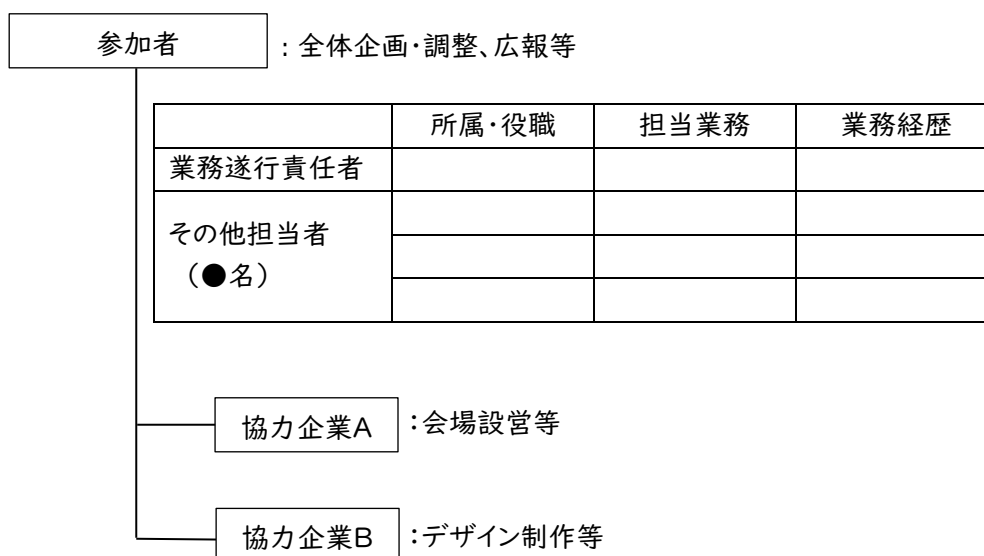 参加者 : 全体企画・調整、広報等
所属・役職 担当業務 業務経歴
業務遂行責任者
その他担当者
（●名）
協力企業A ：会場設営等
協力企業B ：デザイン制作等